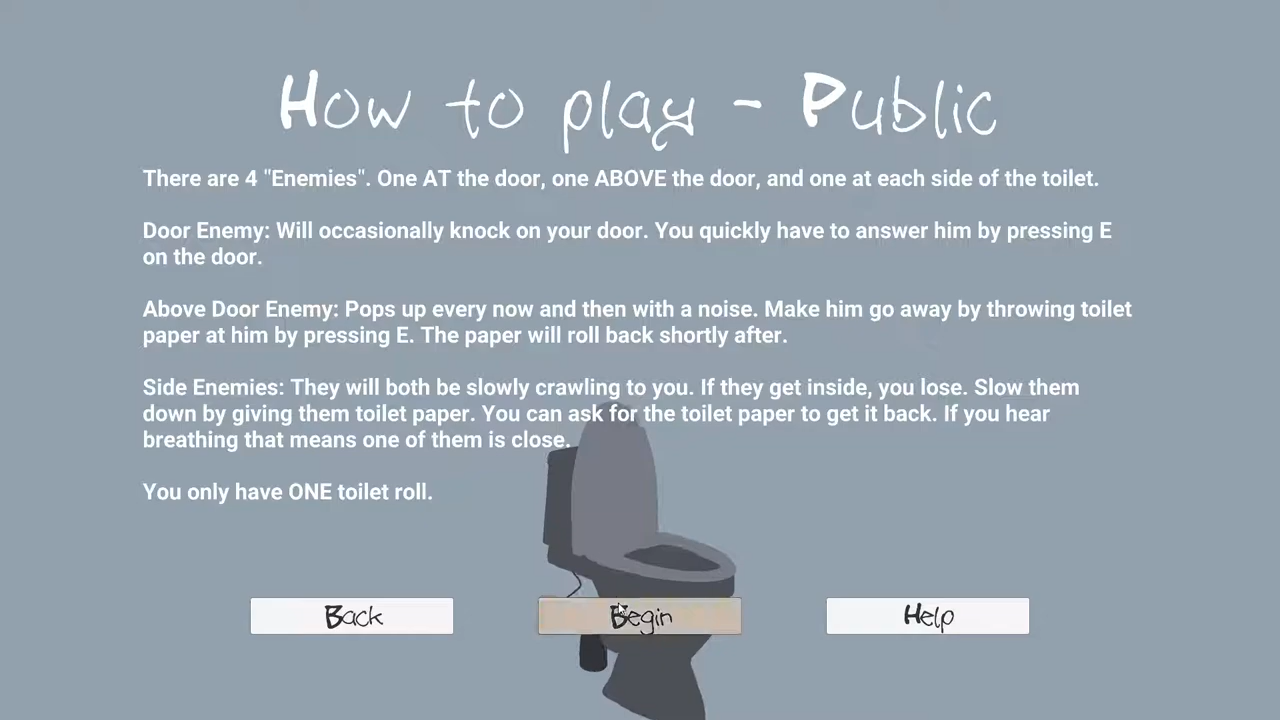 How to play - Public
There are 4 "Enemies". One AT the door, one ABOVE the door, and one at each side of the toilet.
Door Enemy: Will occasionally knock on your door. You quickly have to answer him by pressing E
on the door.
Above Door Enemy: Pops up every now and then with a noise. Make him go away by throwing toilet
paper at him by pressing E. The paper will roll back shortly after.
Side Enemies: They will both be slowly crawling to you. If they get inside, you lose. Slow them
down by giving them toilet paper. You can ask for the toilet paper to get it back. If you hear
breathing that means one of them is close.
You only have ONE toilet roll.
Back
Begin
Help